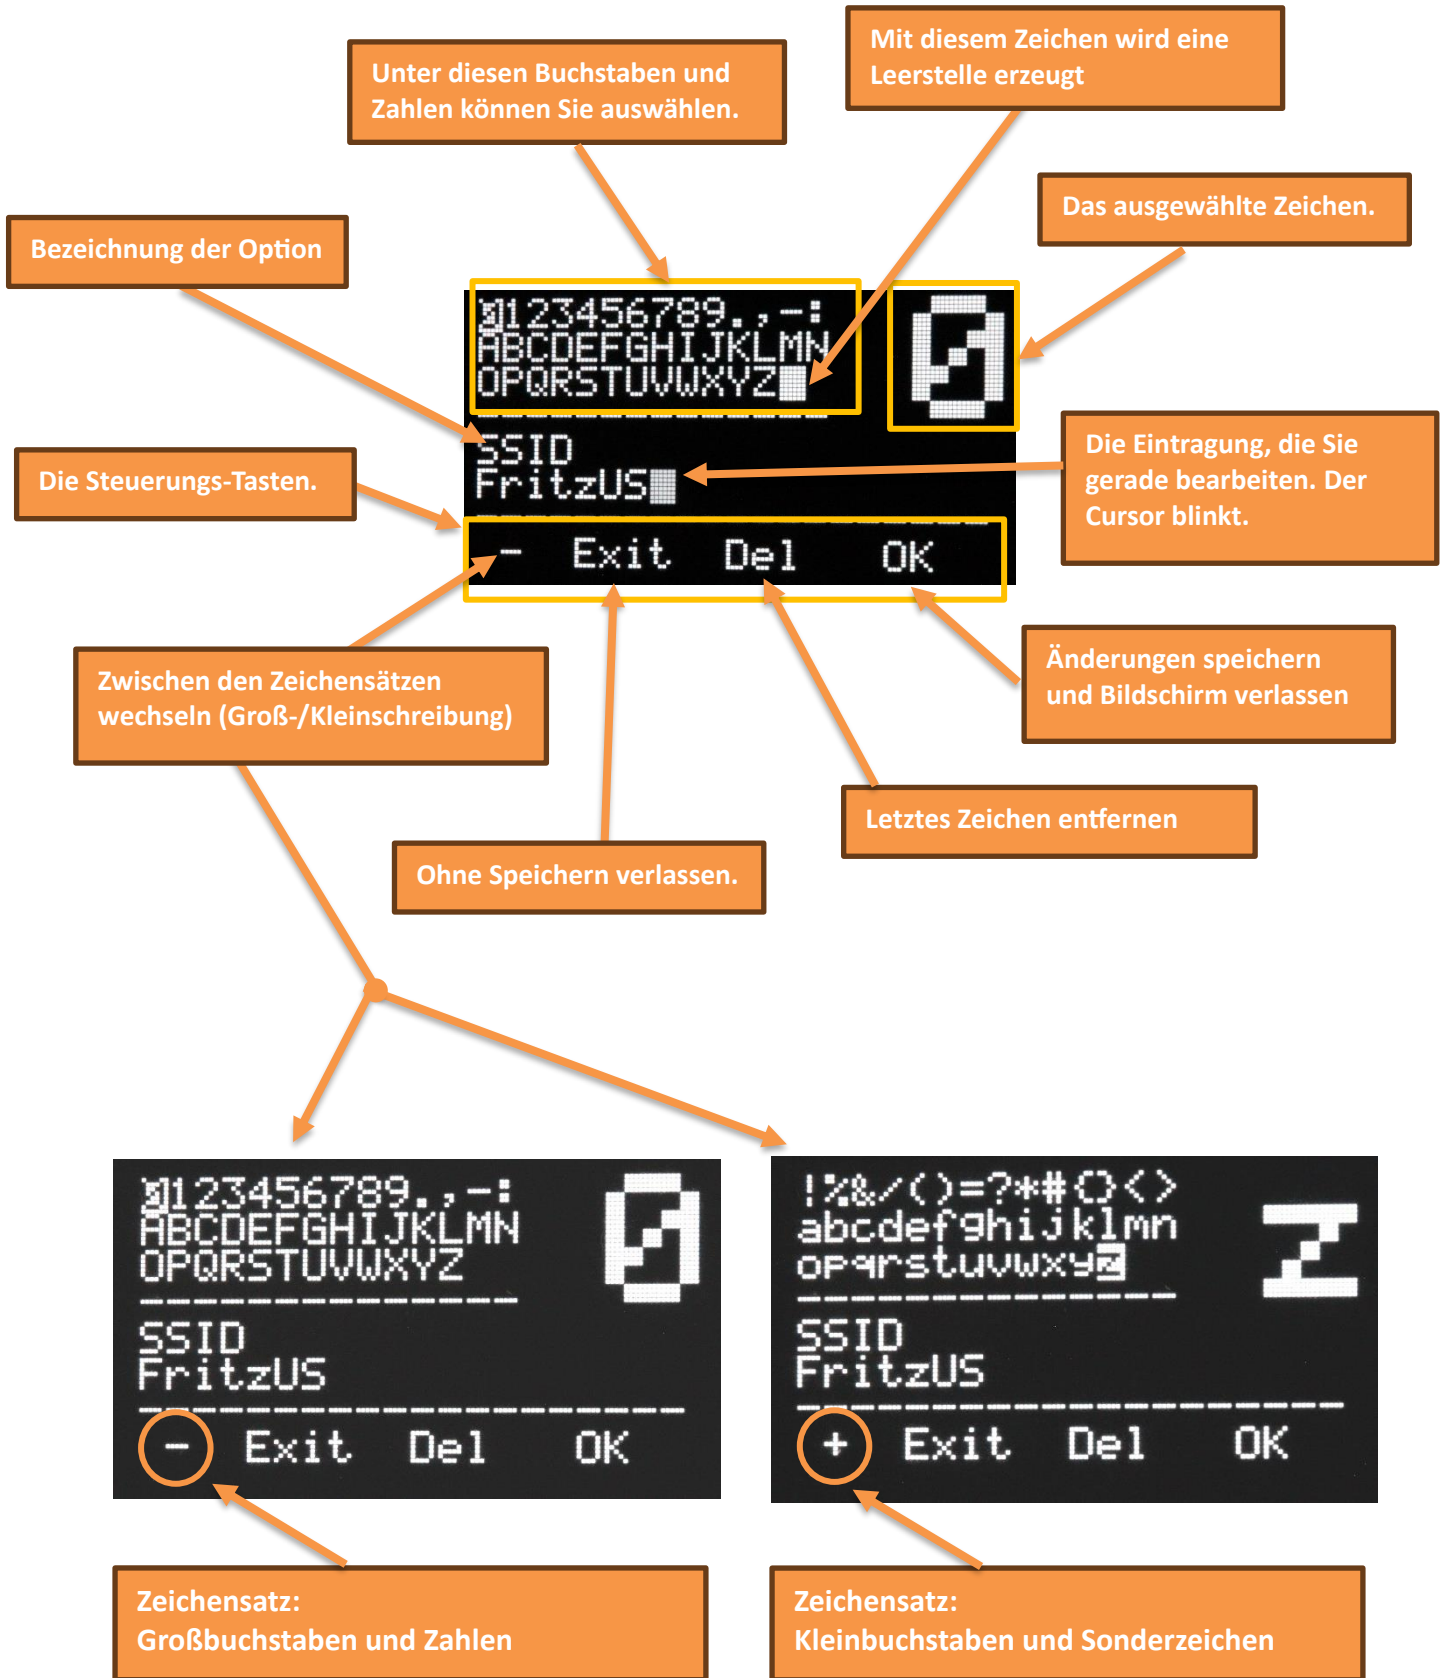 Mit diesem Zeichen wird eine
Leerstelle erzeugt
Unter diesen Buchstaben und
Zahlen können Sie auswählen.
Das ausgewählte Zeichen.
Bezeichnung der Option
0123456789.,-:
ABCDEFGHIJKLMN
OPQRSTUVWXYZ
0
SSID
FritzUS
- Exit Del OK
Die Steuerungs-Tasten.
Die Eintragung, die Sie
gerade bearbeiten. Der
Cursor blinkt.
Zwischen den Zeichensätzen
wechseln (Groß-/Kleinschreibung)
Änderungen speichern
und Bildschirm verlassen
Letztes Zeichen entfernen
Ohne Speichern verlassen.
0123456789.,-:
ABCDEFGHIJKLMN
OPQRSTUVWXYZ
0
SSID
FritzUS
- Exit Del OK
!%&/()=?*#{}<>
abcdefghijklmn
opqrstuvwxyz
z
SSID
FritzUS
+ Exit Del OK
Zeichensatz:
Großbuchstaben und Zahlen
Zeichensatz:
Kleinbuchstaben und Sonderzeichen